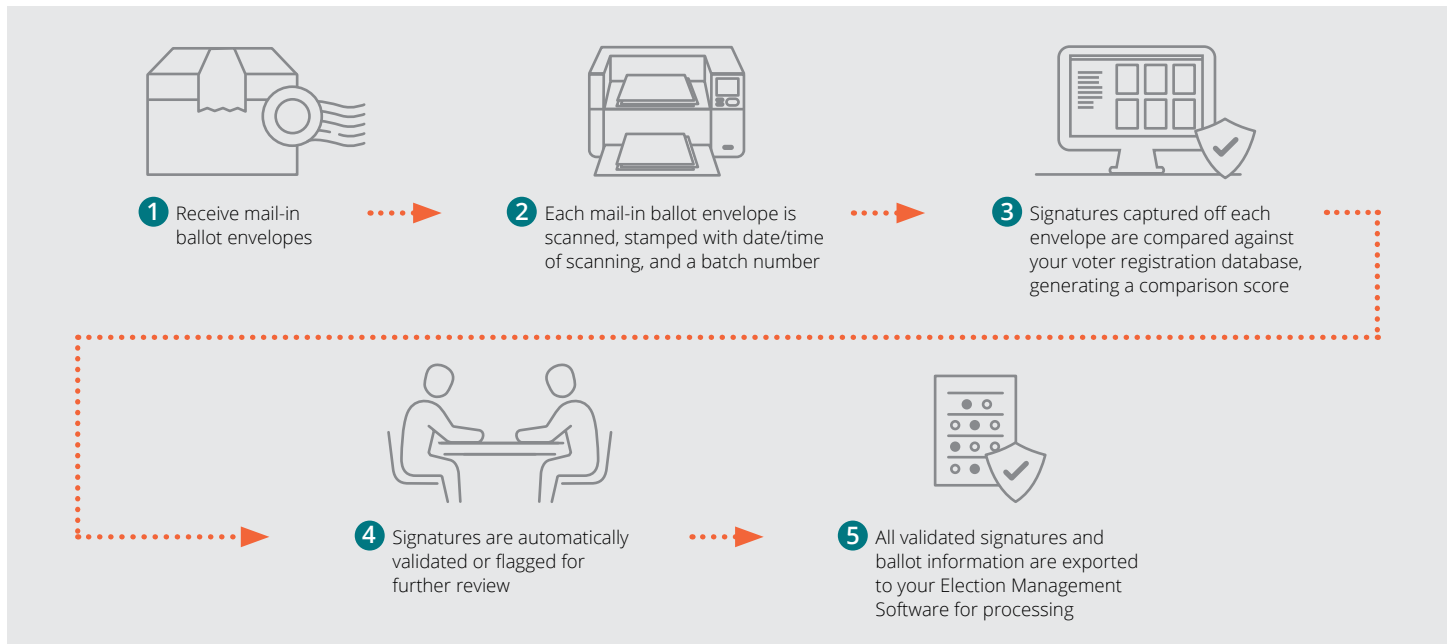 1 Receive mail-in
ballot envelopes
2 Each mail-in ballot envelope is
scanned, stamped with date/time
of scanning, and a batch number
3 Signatures captured off each
envelope are compared against
your voter registration database,
generating a comparison score
4 Signatures are automatically
validated or flagged for
further review
5 All validated signatures and
ballot information are exported
to your Election Management
Software for processing